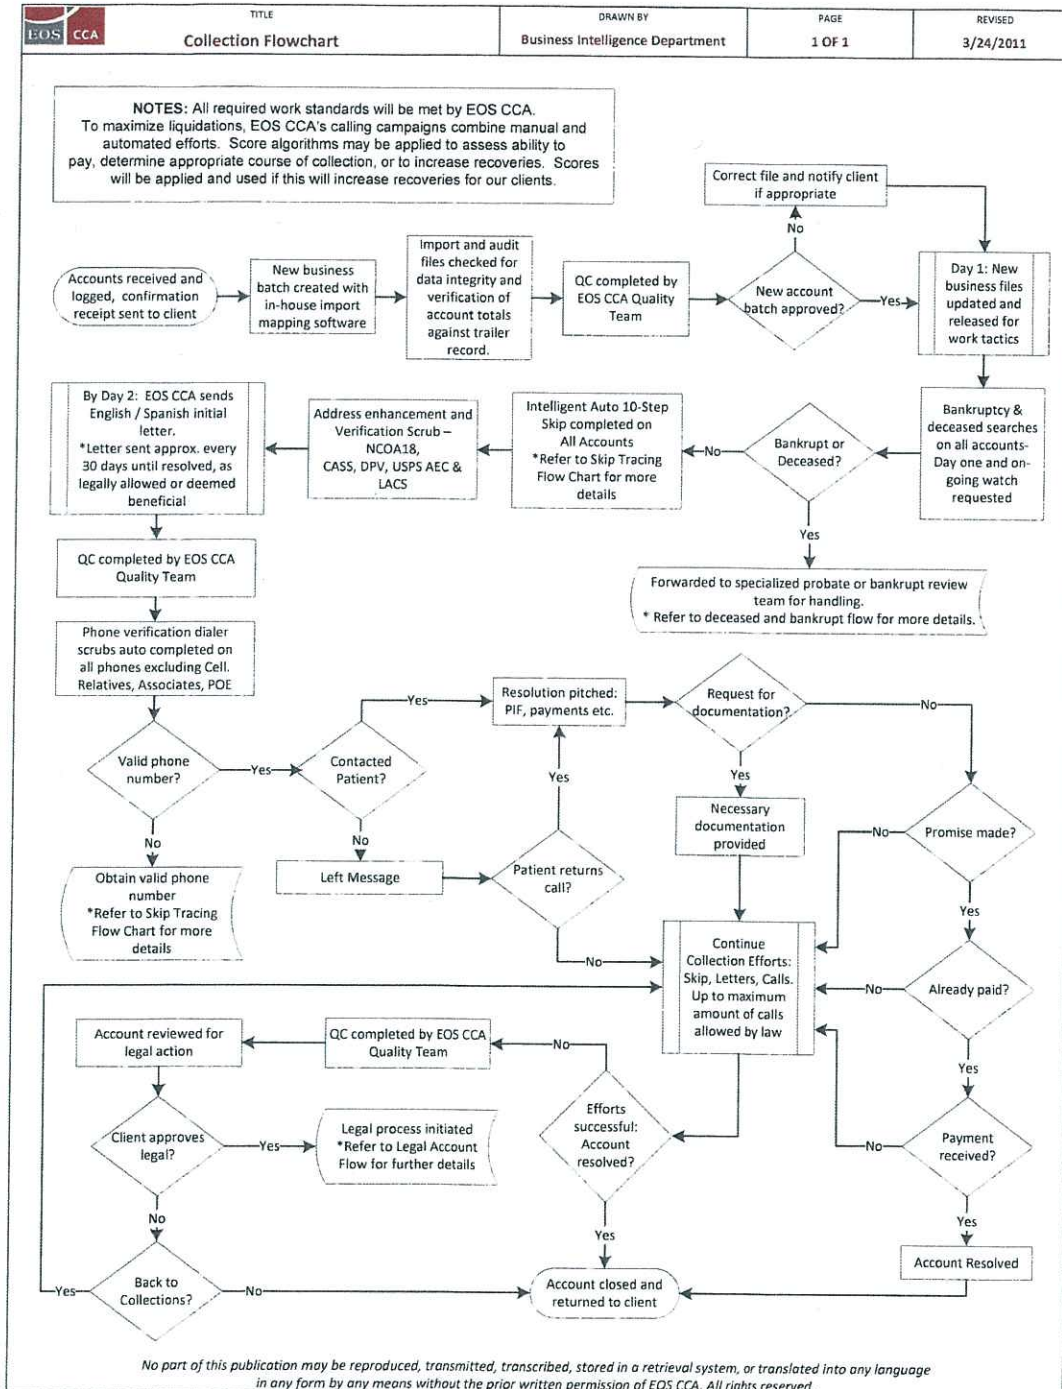 EOS CCA
TITLE
Collection Flowchart
DRAWN BY
Business Intelligence Department
PAGE
1 OF 1
REVISED
3/24/2011
NOTES: All required work standards will be met by EOS CCA.
To maximize liquidations, EOS CCA's calling campaigns combine manual and
automated efforts. Score algorithms may be applied to assess ability to
pay, determine appropriate course of collection, or to increase recoveries. Scores
will be applied and used if this will increase recoveries for our clients.
Correct file and notify client
if appropriate
No
Accounts received and
logged, confirmation
receipt sent to client
New business
batch created with
in-house import
mapping software
Import and audit
files checked for
data integrity and
verification of
account totals
against trailer
record.
QC completed by
EOS CCA Quality
Team
New account
batch approved?
Yes
Day 1: New
business files
updated and
released for
work tactics
By Day 2: EOS CCA sends
English / Spanish initial
letter.
*Letter sent approx. every
30 days until resolved, as
legally allowed or deemed
beneficial
Address enhancement and
Verification Scrub –
NCOA18,
CASS, DPV, USPS AEC &
LACS
Intelligent Auto 10-Step
Skip completed on
All Accounts
*Refer to Skip Tracing
Flow Chart for more
details
No
Bankrupt or
Deceased?
Bankruptcy &
deceased searches
on all accounts-
Day one and on-
going watch
requested
Yes
Forwarded to specialized probate or bankrupt review
team for handling.
* Refer to deceased and bankrupt flow for more details.
QC completed by EOS CCA
Quality Team
Phone verification dialer
scrubs auto completed on
all phones excluding Cell.
Relatives, Associates, POE
Valid phone
number?
Yes
Contacted
Patient?
Yes
Resolution pitched:
PIF, payments etc.
Request for
documentation?
No
Yes
Yes
Necessary
documentation
provided
No
Promise made?
No
Obtain valid phone
number
*Refer to Skip Tracing
Flow Chart for more
details
No
Left Message
Patient returns
call?
No
Continue
Collection Efforts:
Skip, Letters, Calls.
Up to maximum
amount of calls
allowed by law
Yes
No
Already paid?
Yes
Account reviewed for
legal action
QC completed by EOS CCA
Quality Team
No
Efforts
successful:
Account
resolved?
No
Payment
received?
Client approves
legal?
Yes
Legal process initiated
*Refer to Legal Account
Flow for further details
No
Yes
Yes
Account Resolved
Yes
Back to
Collections?
No
Account closed and
returned to client
No part of this publication may be reproduced, transmitted, transcribed, stored in a retrieval system, or translated into any language
in any form by any means without the prior written permission of EOS CCA. All rights reserved.